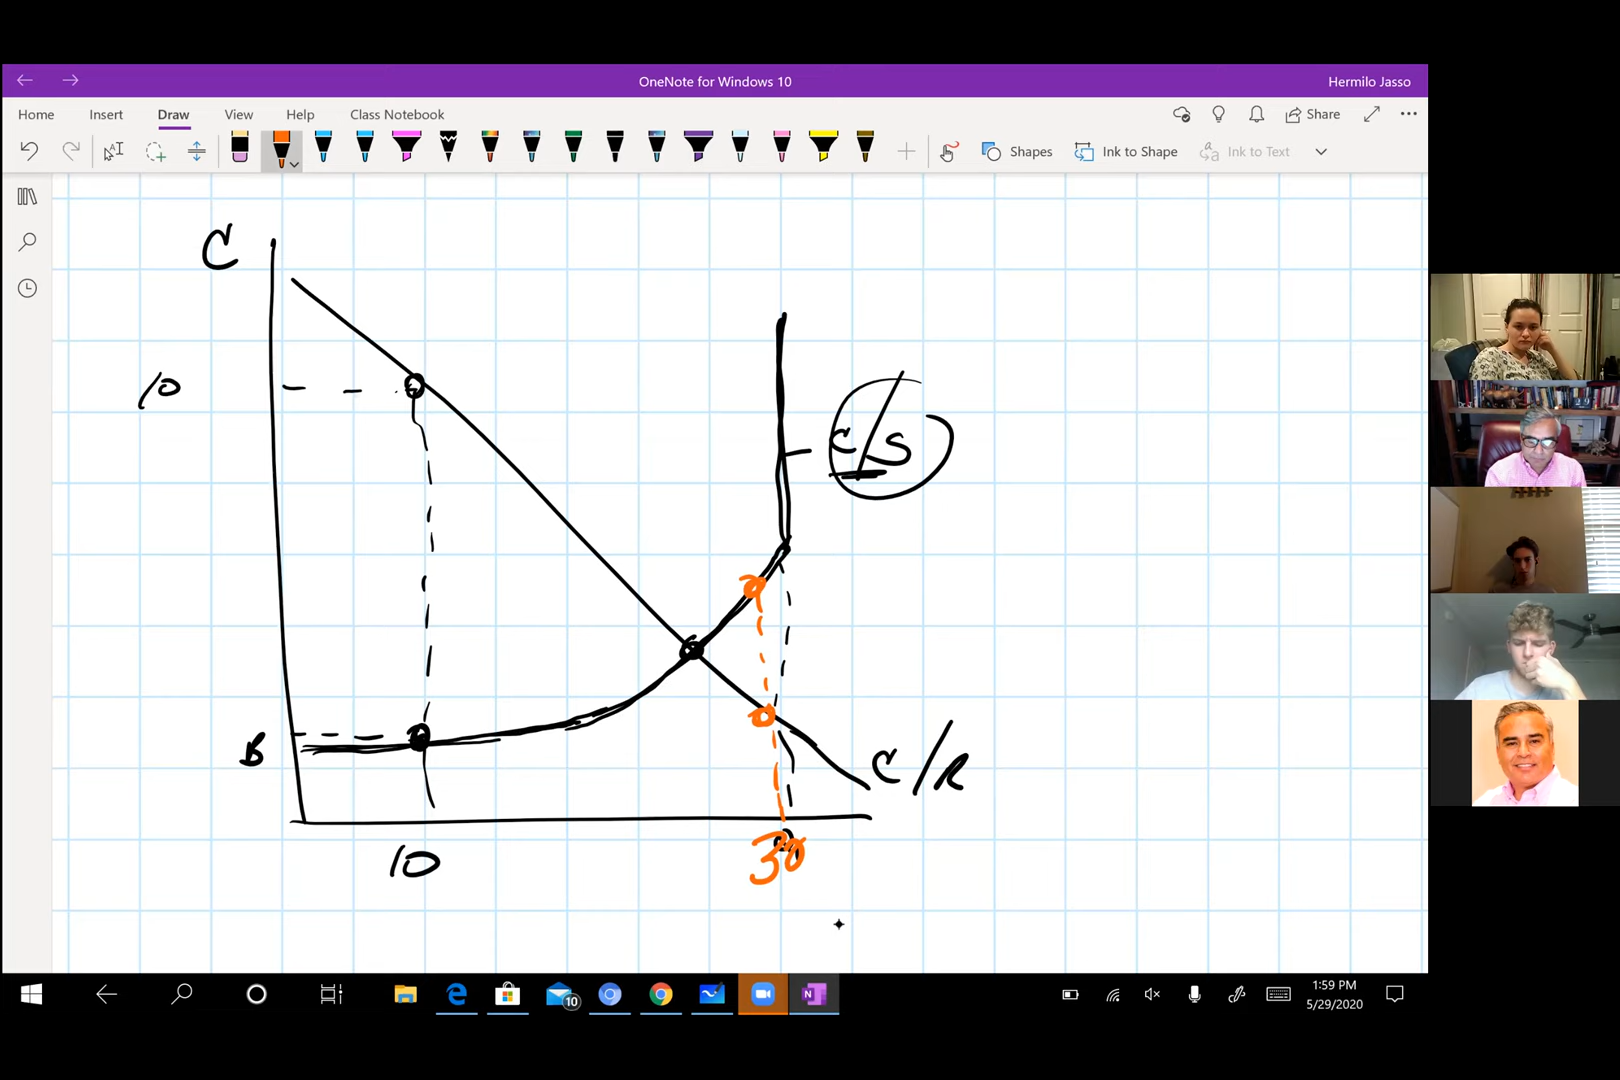 OneNote for Windows 10
Hermilo Jasso
Home Insert Draw View Help Class Notebook
Share
Shapes Ink to Shape Ink to Text
C
10
C/S
B
C/R
10
30
10
1:59 PM
5/29/2020